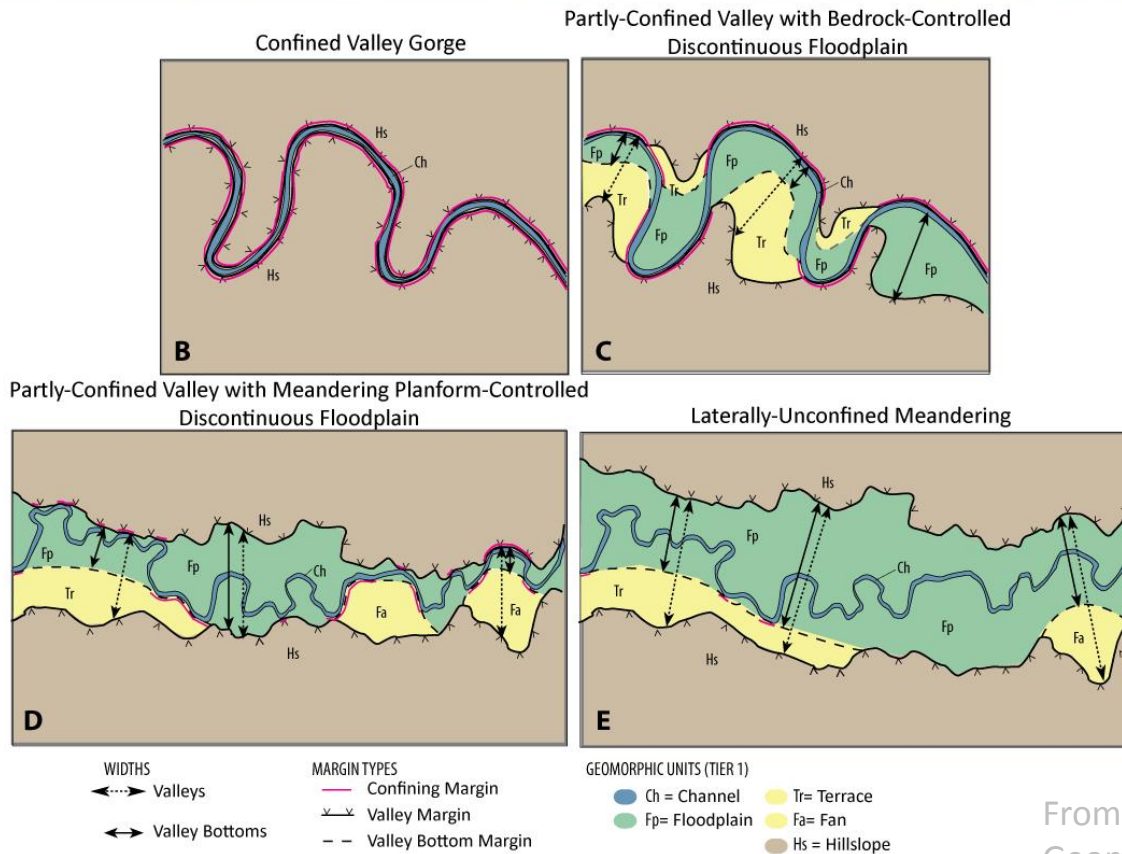 Confined Valley Gorge
Hs
Ch
Hs
B
Partly-Confined Valley with Bedrock-Controlled
Discontinuous Floodplain
Hs
Fp
Fp
Ch
Tr
Tr
Tr
Tr
Fp
Fp
Fp
Hs
C
Partly-Confined Valley with Meandering Planform-Controlled
Discontinuous Floodplain
Hs
Fp
Fp
Ch
Tr
Fa
Fa
Hs
D
Laterally-Unconfined Meandering
Hs
Fp
Ch
Tr
Fp
Fa
Hs
E
WIDTHS
Valleys
Valley Bottoms
MARGIN TYPES
Confining Margin
Valley Margin
Valley Bottom Margin
GEOMORPHIC UNITS (TIER 1)
Ch = Channel
Fp= Floodplain
Tr= Terrace
Fa= Fan
Hs = Hillslope
From